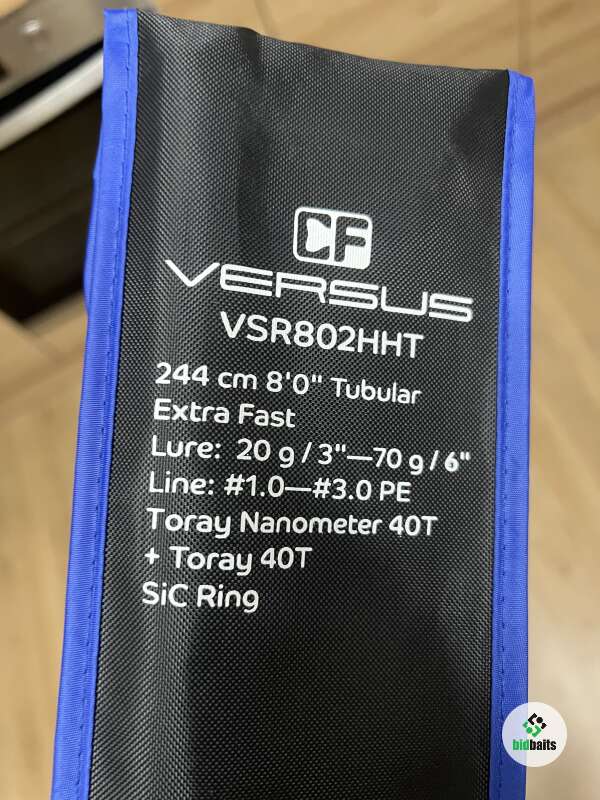 CF
VERSUS
VSR802HHT
244 cm 8'0" Tubular
Extra Fast
Lure: 20 g / 3"—70 g / 6"
Line: #1.0—#3.0 PE
Toray Nanometer 40T
+ Toray 40T
SiC Ring
bidbaits